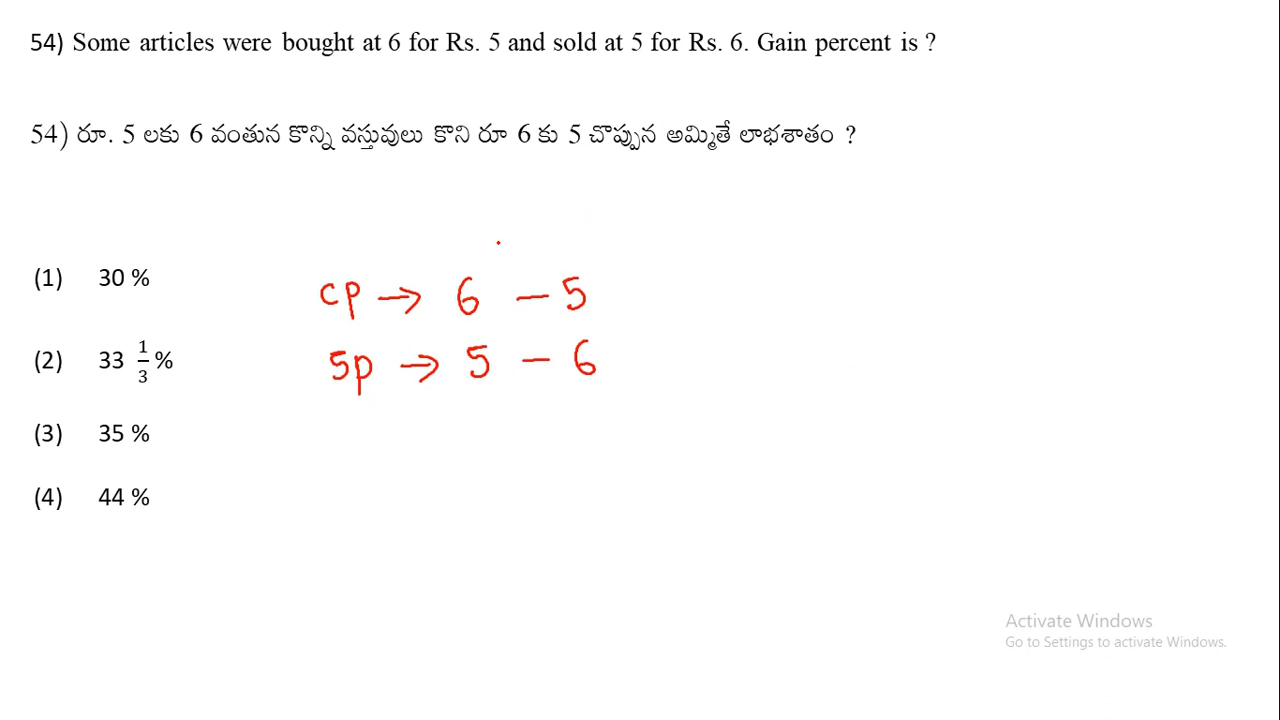 54) Some articles were bought at 6 for Rs. 5 and sold at 5 for Rs. 6. Gain percent is ?
54) రూ. 5 లకు 6 వంతున కొన్ని వస్తువులు కొని రూ 6 కు 5 చొప్పున అమ్మితే లాభశాతం ?
(1) 30 %
cp → 6 – 5
(2) 33 1/3 %
sp → 5 – 6
(3) 35 %
(4) 44 %
Activate Windows
Go to Settings to activate Windows.